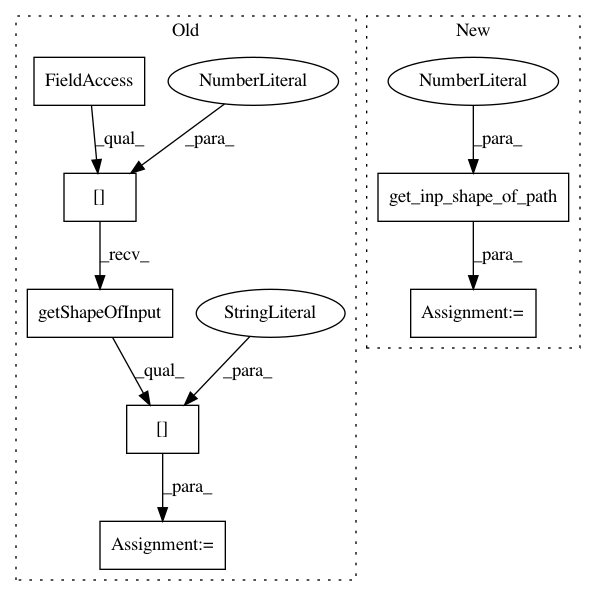 Old
New
FieldAccess
NumberLiteral
NumberLiteral
_qual_
_para_
_para_
[]
get_inp_shape_of_path
_recv_
_para_
getShapeOfInput
StringLiteral
Assignment:=
_qual_
_para_
[]
_para_
Assignment:=